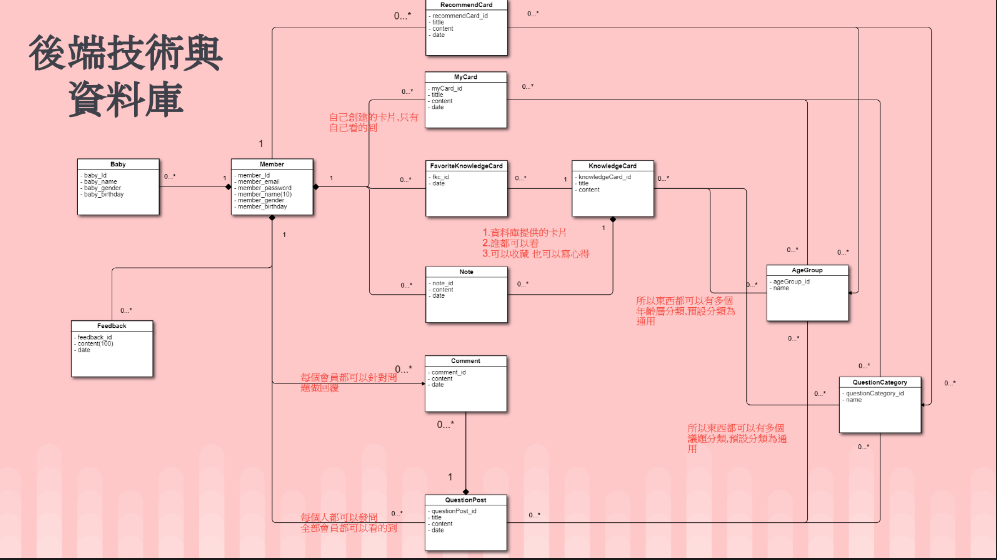 後端技術與
資料庫
RecommendCard
- recommendCard_id
- title
- content
- date
0...*
0...*
MyCard
- myCard_id
- title
- content
- date
0...*
0...*
自己創建的卡片,只有
自己看的到
1
Baby
- baby_Id
- baby_name
- baby_gender
- baby_birthday
0...*
1
Member
- member_Id
- member_email
- member_password
- member_name(10)
- member_gender
- member_birthday
1
1
FavoriteKnowledgeCard
- fkc_id
- date
0...*
0...*
1
KnowledgeCard
- knowledgeCard_id
- title
- content
0...*
1
1.資料庫提供的卡片
2.誰都可以看
3.可以收藏 也可以寫心得
Note
- note_id
- content
- date
0...*
0...*
0...*
0...*
0...*
AgeGroup
- ageGroup_id
- name
0...*
所以東西都可以有多個
年齡層分類,預設分類為
通用
Feedback
- feedback_id
- content(100)
- date
0...*
Comment
- comment_id
- content
- date
0...*
0...*
每個會員都可以針對問
題做回覆
0...*
0...*
0...*
QuestionCategory
- questionCategory_id
- name
0...*
所以東西都可以有多個
議題分類,預設分類為通
用
1
QuestionPost
- questionPost_id
- title
- content
- date
0...*
0...*
每個人都可以發問
全部會員都可以看的到